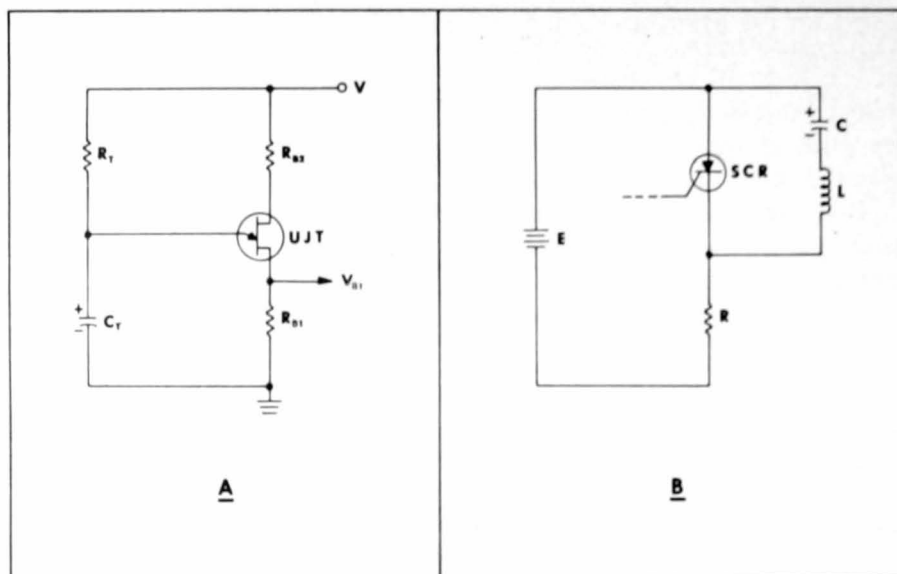 V
R_T
R_B2
UJT
V_B1
+
-
C_T
R_B1
A
+
-
C
SCR
L
E
R
B